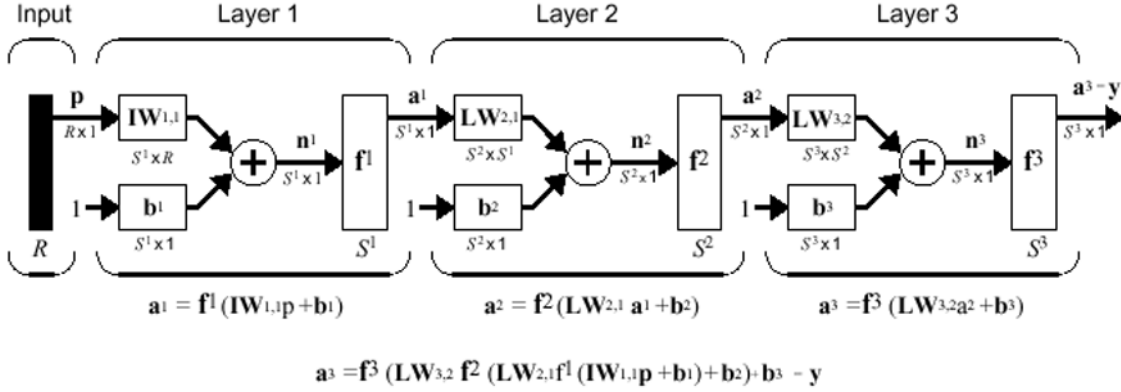 Input Layer 1 Layer 2 Layer 3
p a¹ a² a³ - y
IW1,1 LW2,1 LW3,2
R x 1 S¹ x 1 S² x 1 S³ x 1
n¹ n² n³
S¹ x R S² x S¹ S³ x S²
+ f¹ + f² + f³
S¹ x 1 S² x 1 S³ x 1
1 b¹ 1 b² 1 b³
S¹ x 1 S² x 1 S³ x 1
R S¹ S² S³
a1 = f¹ (IW1,1p + b1) a2 = f² (LW2,1 a¹ + b²) a3 = f³ (LW3,2a² + b³)
a3 = f³ (LW3,2 f² (LW2,1f¹ (IW1,1p + b1) + b2) + b3 - y